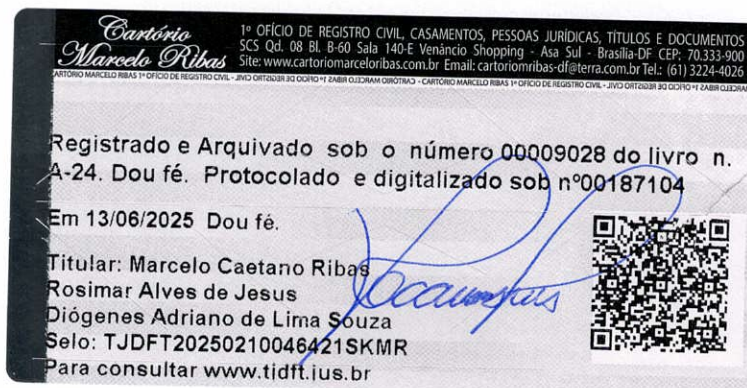 Cartório
Marcelo Ribas
1º OFÍCIO DE REGISTRO CIVIL, CASAMENTOS, PESSOAS JURÍDICAS, TÍTULOS E DOCUMENTOS
SCS Qd. 08 Bl. B-60 Sala 140-E Venâncio Shopping - Asa Sul - Brasília-DF CEP: 70.333-900
Site: www.cartoriomarceloribas.com.br Email: cartoriomribas-df@terra.com.br Tel.: (61) 3224-4026
Registrado e Arquivado sob o número 00009028 do livro n.
A-24. Dou fé. Protocolado e digitalizado sob nº00187104
Em 13/06/2025 Dou fé.
Titular: Marcelo Caetano Ribas
Rosimar Alves de Jesus
Diógenes Adriano de Lima Souza
Selo: TJDFT20250210046421SKMR
Para consultar www.tjdft.jus.br